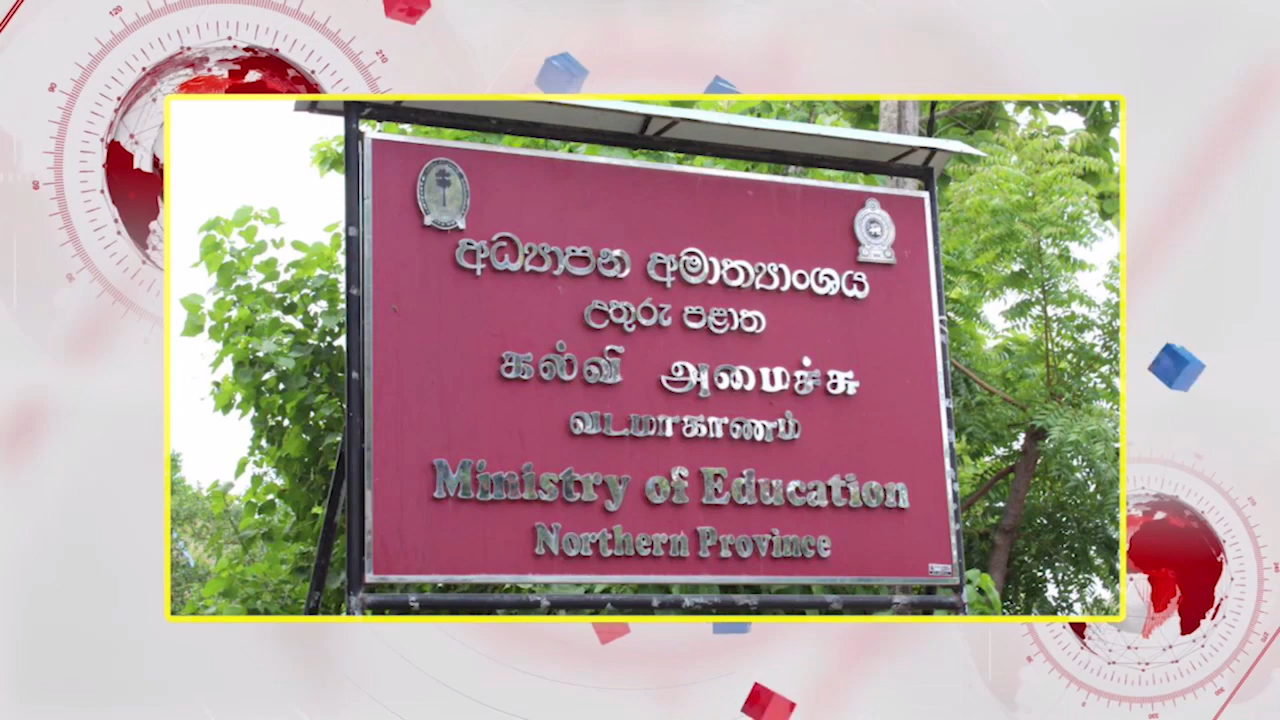 අධ්‍යාපන අමාත්‍යාංශය
උතුරු පළාත
கல்வி அமைச்சு
வடமாகாணம்
Ministry of Education
Northern Province